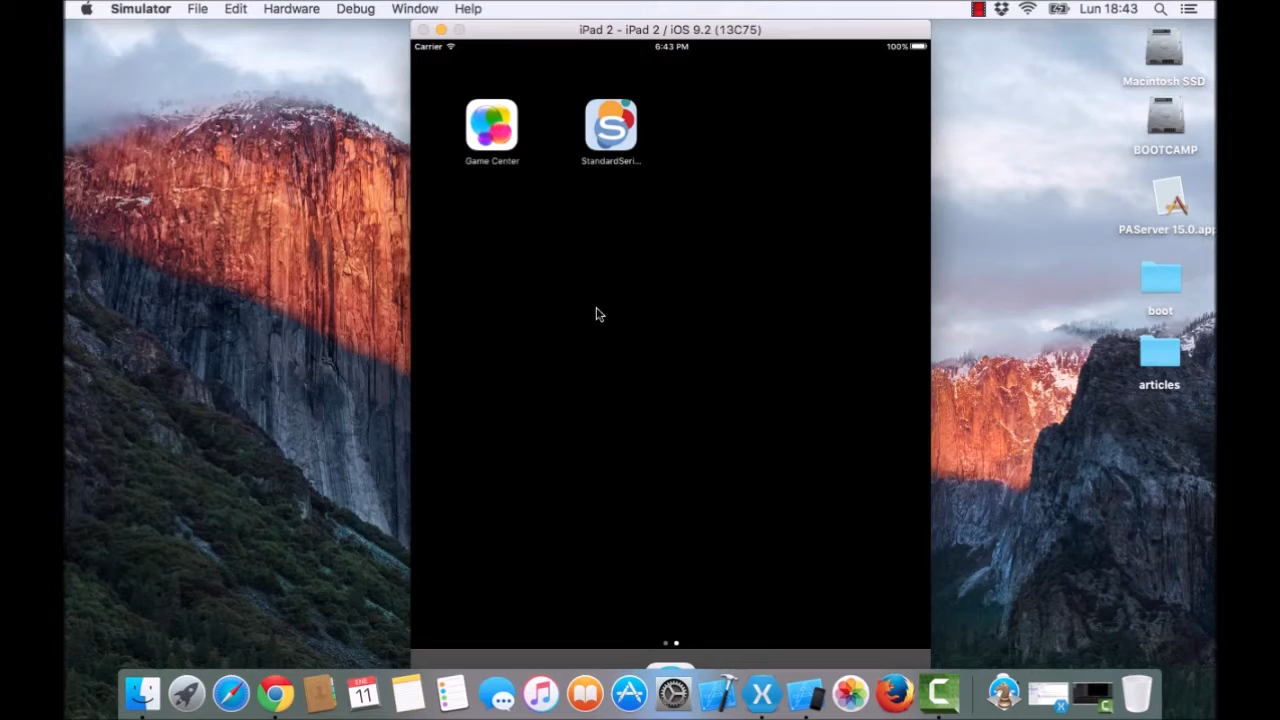 Simulator File Edit Hardware Debug Window Help Lun 18:43
iPad 2 - iPad 2 / iOS 9.2 (13C75)
Carrier 6:43 PM 100%
Game Center StandardSeri...
Macintosh SSD
BOOTCAMP
PAServer 15.0.app
boot
articles
11